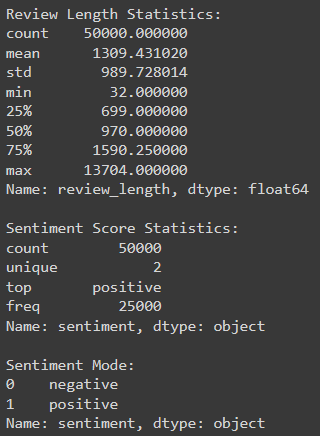 Review Length Statistics:
count    50000.000000
mean      1309.431020
std        989.728014
min         32.000000
25%        699.000000
50%        970.000000
75%       1590.250000
max      13704.000000
Name: review_length, dtype: float64

Sentiment Score Statistics:
count        50000
unique           2
top       positive
freq         25000
Name: sentiment, dtype: object

Sentiment Mode:
0    negative
1    positive
Name: sentiment, dtype: object